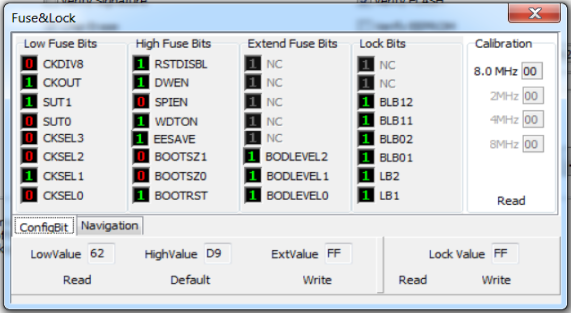 Fuse&Lock
Low Fuse Bits High Fuse Bits Extend Fuse Bits Lock Bits Calibration
0 CKDIV8 1 RSTDISBL 1 NC 1 NC 8.0 MHz 00
1 CKOUT 1 DWEN 1 NC 1 NC 2MHz 00
1 SUT1 0 SPIEN 1 NC 1 BLB12 4MHz 00
0 SUT0 1 WDTON 1 NC 1 BLB11 8MHz 00
0 CKSEL3 1 EESAVE 1 NC 1 BLB02
0 CKSEL2 0 BOOTSZ1 1 BODLEVEL2 1 BLB01
1 CKSEL1 0 BOOTSZ0 1 BODLEVEL1 1 LB2
0 CKSEL0 1 BOOTRST 1 BODLEVEL0 1 LB1 Read
ConfigBit Navigation
LowValue 62 HighValue D9 ExtValue FF Lock Value FF
Read Default Write Read Write